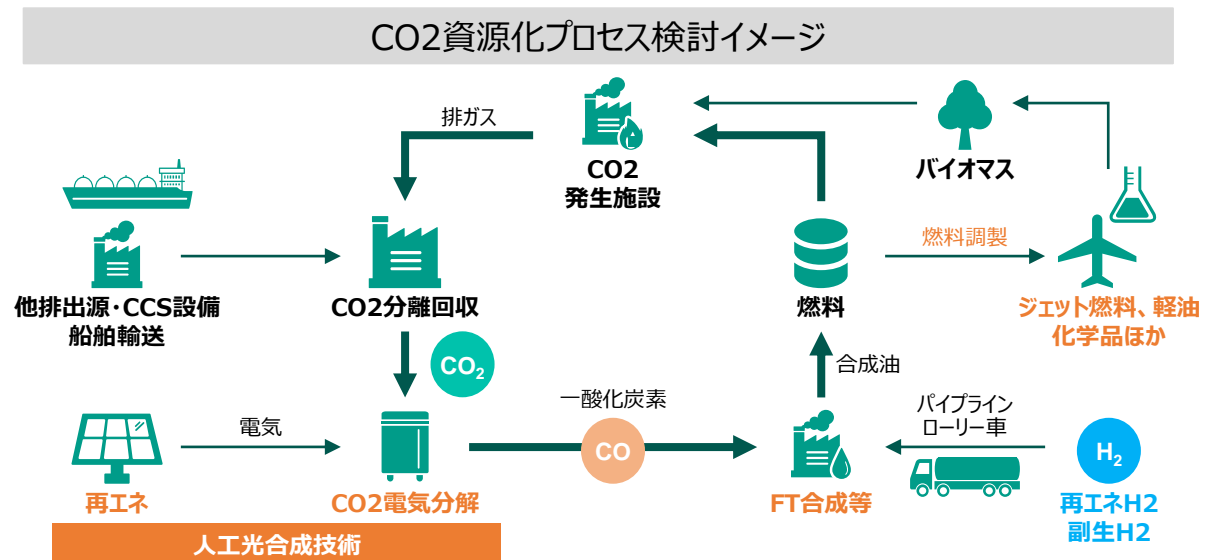 CO2資源化プロセス検討イメージ
排ガス
CO2
発生施設
バイオマス
他排出源・CCS設備
船舶輸送
CO2分離回収
燃料
燃料調製
ジェット燃料、軽油
化学品ほか
CO₂
合成油
電気
一酸化炭素
CO
パイプライン
ローリー車
H₂
再エネ
CO2電気分解
FT合成等
再エネH2
副生H2
人工光合成技術